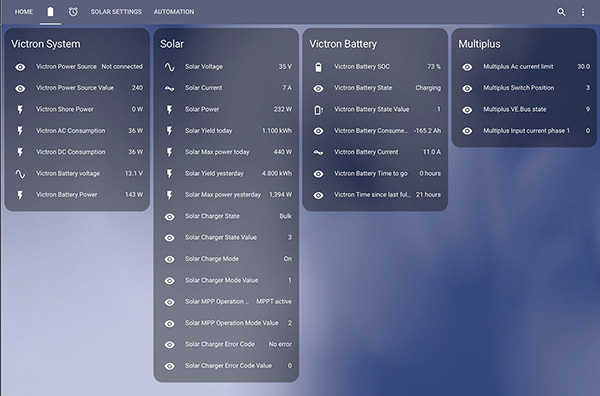 HOME SOLAR SETTINGS AUTOMATION
Victron System
Victron Power Source Not connected
Victron Power Source Value 240
Victron Shore Power 0 W
Victron AC Consumption 36 W
Victron DC Consumption 36 W
Victron Battery voltage 13.1 V
Victron Battery Power 143 W
Solar
Solar Voltage 35 V
Solar Current 7 A
Solar Power 232 W
Solar Yield today 1.100 kWh
Solar Max power today 440 W
Solar Yield yesterday 4.800 kWh
Solar Max power yesterday 1,394 W
Solar Charger State Bulk
Solar Charger State Value 3
Solar Charge Mode On
Solar Charger Mode Value 1
Solar MPP Operation ... MPPT active
Solar MPP Operation Mode Value 2
Solar Charger Error Code No error
Solar Charger Error Code Value 0
Victron Battery
Victron Battery SOC 73 %
Victron Battery State Charging
Victron Battery State Value 1
Victron Battery Consume... -165.2 Ah
Victron Battery Current 11.0 A
Victron Battery Time to go 0 hours
Victron Time since last ful... 21 hours
Multiplus
Multiplus Ac current limit 30.0
Multiplus Switch Position 3
Multiplus VE.Bus state 9
Multiplus Input current phase 1 0